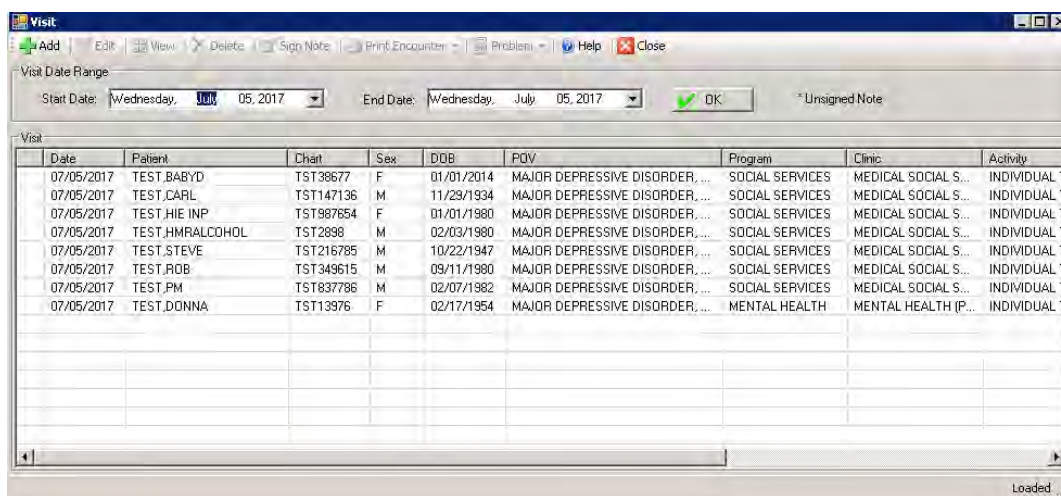 Visit
Add Edit View Delete Sign Note Print Encounter Problem Help Close
Visit Date Range
Start Date: Wednesday, July 05, 2017 End Date: Wednesday, July 05, 2017 OK * Unsigned Note
Visit
Date Patient Chart Sex DOB POV Program Clinic Activity
07/05/2017 TEST,BABYD TST38677 F 01/01/2014 MAJOR DEPRESSIVE DISORDER, ... SOCIAL SERVICES MEDICAL SOCIAL S... INDIVIDUAL
07/05/2017 TEST,CARL TST147136 M 11/29/1934 MAJOR DEPRESSIVE DISORDER, ... SOCIAL SERVICES MEDICAL SOCIAL S... INDIVIDUAL
07/05/2017 TEST,HIE INP TST987654 F 01/01/1980 MAJOR DEPRESSIVE DISORDER, ... SOCIAL SERVICES MEDICAL SOCIAL S... INDIVIDUAL
07/05/2017 TEST,HMRALCOHOL TST2898 M 02/03/1980 MAJOR DEPRESSIVE DISORDER, ... SOCIAL SERVICES MEDICAL SOCIAL S... INDIVIDUAL
07/05/2017 TEST,STEVE TST216785 M 10/22/1947 MAJOR DEPRESSIVE DISORDER, ... SOCIAL SERVICES MEDICAL SOCIAL S... INDIVIDUAL
07/05/2017 TEST,ROB TST349615 M 09/11/1980 MAJOR DEPRESSIVE DISORDER, ... SOCIAL SERVICES MEDICAL SOCIAL S... INDIVIDUAL
07/05/2017 TEST,PM TST837786 M 02/07/1982 MAJOR DEPRESSIVE DISORDER, ... SOCIAL SERVICES MEDICAL SOCIAL S... INDIVIDUAL
07/05/2017 TEST,DONNA TST13976 F 02/17/1954 MAJOR DEPRESSIVE DISORDER, ... MENTAL HEALTH MENTAL HEALTH (P... INDIVIDUAL
Loaded